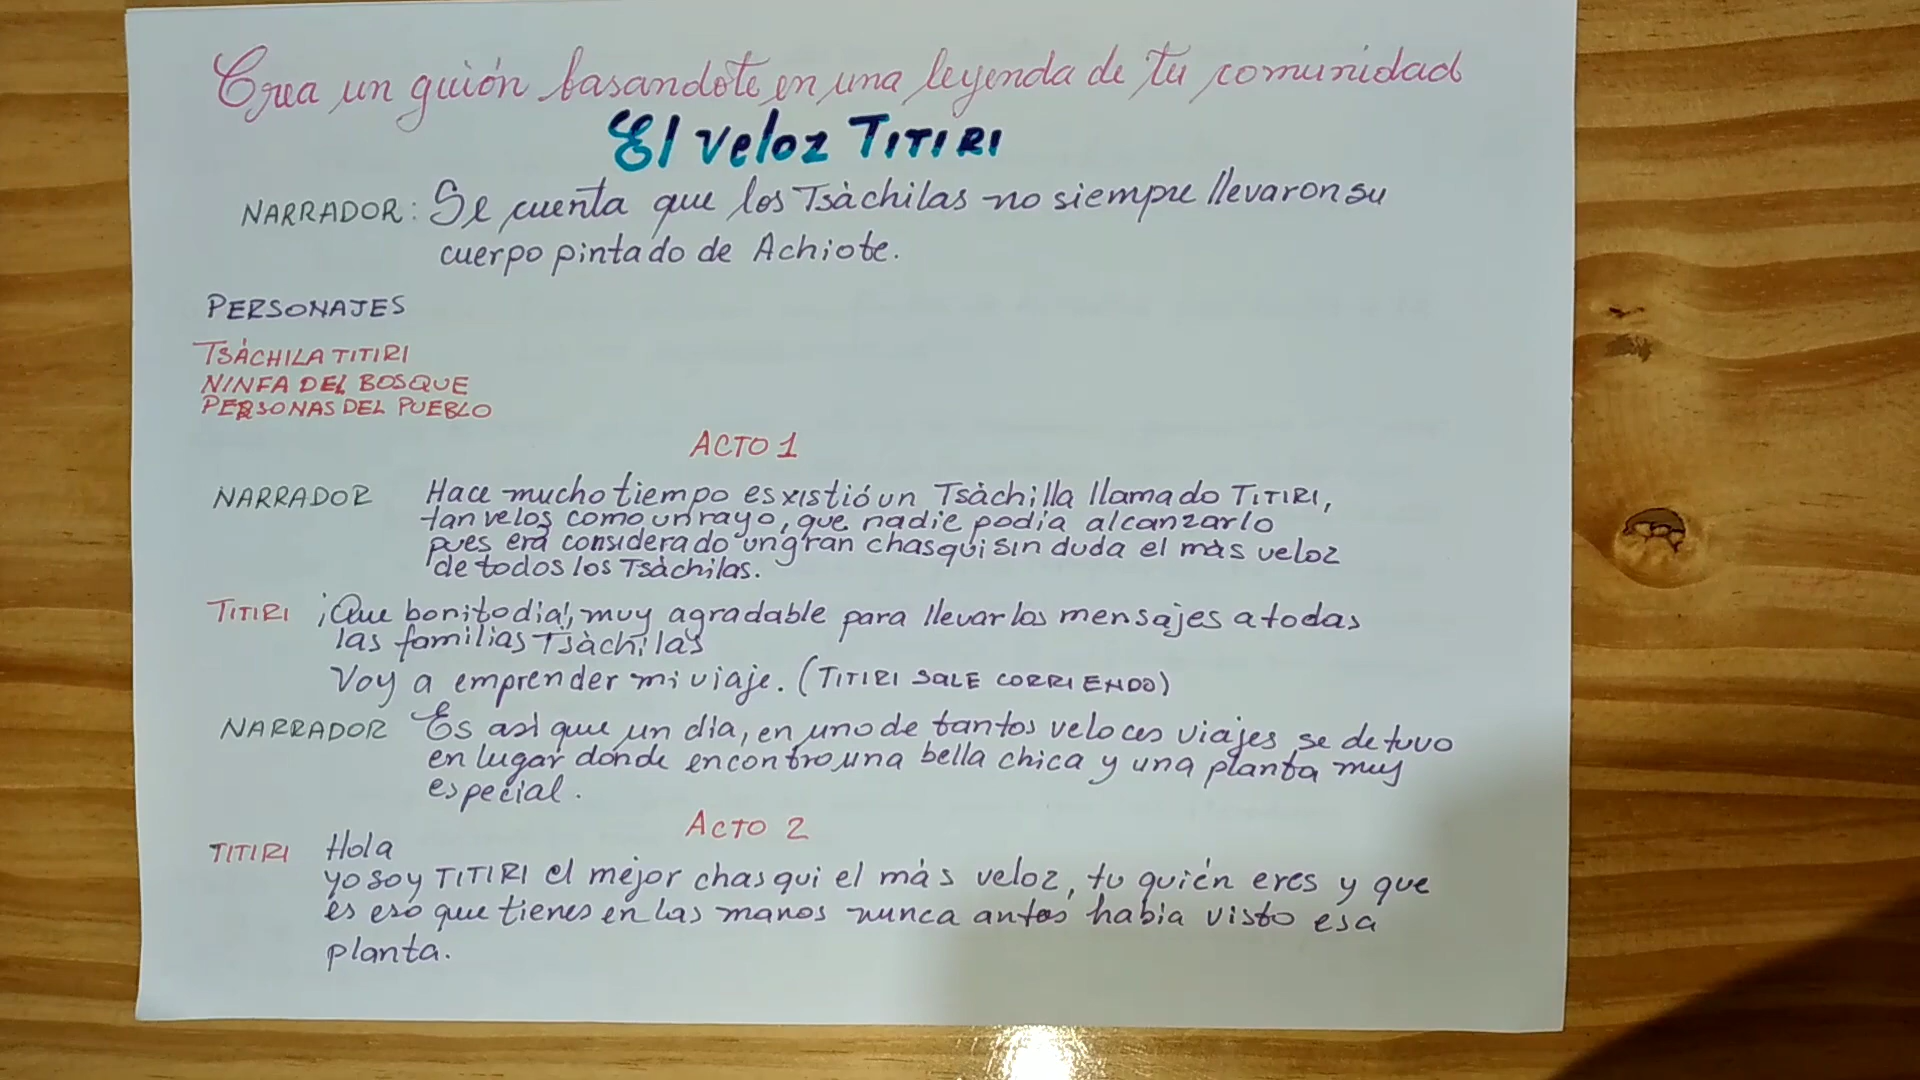 Crea un guión basandote en una leyenda de tu comunidad
El Veloz TITIRI
NARRADOR: Se cuenta que los Tsàchilas no siempre llevaron su
cuerpo pintado de Achiote.
PERSONAJES
TSÀCHILA TITIRI
NINFA DEL BOSQUE
PERSONAS DEL PUEBLO
ACTO 1
NARRADOR Hace mucho tiempo esxistió un Tsàchilla llamado TITIRI,
tan velos como un rayo, que nadie podia alcanzarlo
pues era considerado un gran chasqui sin duda el màs veloz
de todos los Tsàchilas.
TITIRI ¡Que bonito dia!, muy agradable para llevar los mensajes a todas
las familias Tsàchilas
Voy a emprender mi viaje. (TITIRI SALE CORRIENDO)
NARRADOR Es asì que un dia, en uno de tantos veloces viajes se detuvo
en lugar donde encontro una bella chica y una planta muy
especial.
ACTO 2
TITIRI Hola
yo soy TITIRI el mejor chasqui el màs veloz, tu quién eres y que
es eso que tienes en las manos nunca antes habia visto esa
planta.